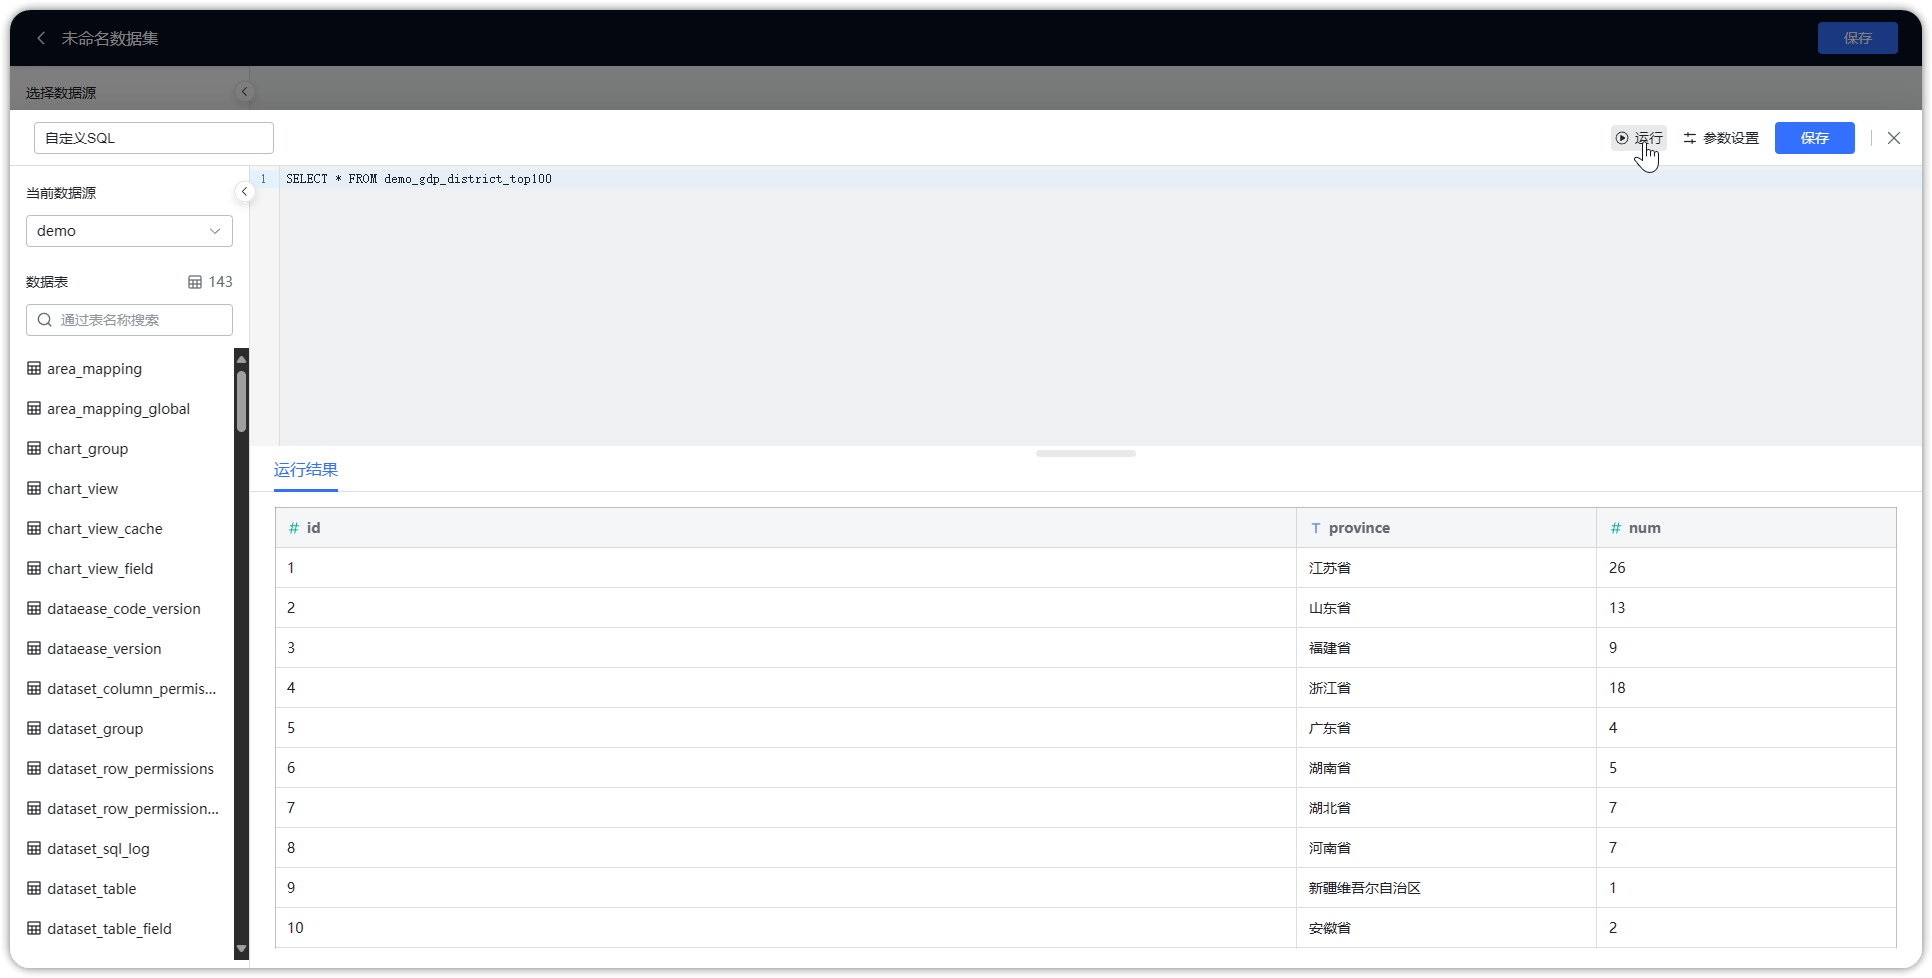 未命名数据集
保存
选择数据源
自定义SQL
运行
参数设置
保存
当前数据源
demo
数据表
143
通过表名称搜索
area_mapping
area_mapping_global
chart_group
chart_view
chart_view_cache
chart_view_field
dataease_code_version
dataease_version
dataset_column_permis...
dataset_group
dataset_row_permissions
dataset_row_permission...
dataset_sql_log
dataset_table
dataset_table_field
1 SELECT * FROM demo_gdp_district_top100
运行结果
# id T province # num
1 江苏省 26
2 山东省 13
3 福建省 9
4 浙江省 18
5 广东省 4
6 湖南省 5
7 湖北省 7
8 河南省 7
9 新疆维吾尔自治区 1
10 安徽省 2